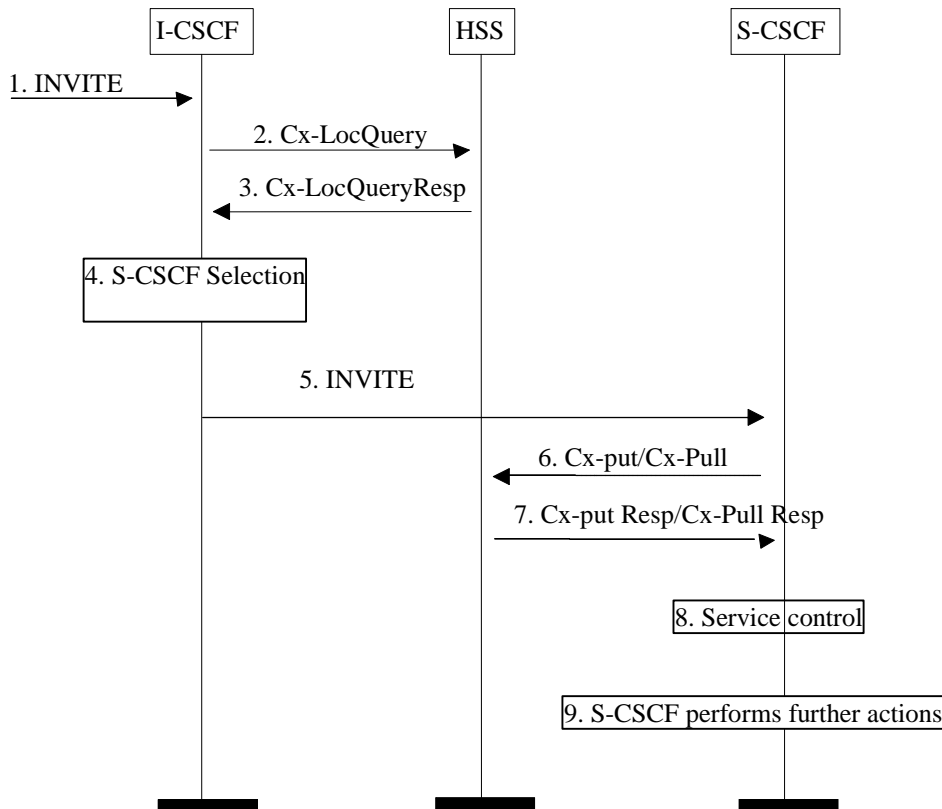 I-CSCF
HSS
S-CSCF
1. INVITE
2. Cx-LocQuery
3. Cx-LocQueryResp
4. S-CSCF Selection
5. INVITE
6. Cx-put/Cx-Pull
7. Cx-put Resp/Cx-Pull Resp
8. Service control
9. S-CSCF performs further actions